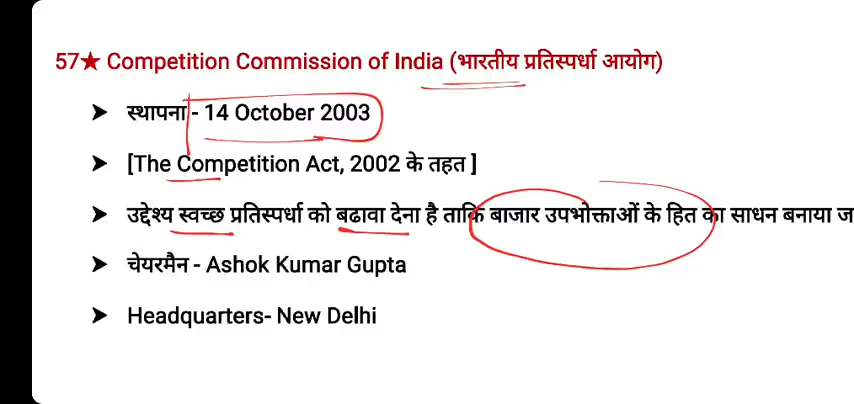 57★ Competition Commission of India (भारतीय प्रतिस्पर्धा आयोग)
➤ स्थापना - 14 October 2003
➤ [The Competition Act, 2002 के तहत ]
➤ उद्देश्य स्वच्छ प्रतिस्पर्धा को बढावा देना है ताकि बाजार उपभोक्ताओं के हित का साधन बनाया
➤ चेयरमैन - Ashok Kumar Gupta
➤ Headquarters- New Delhi